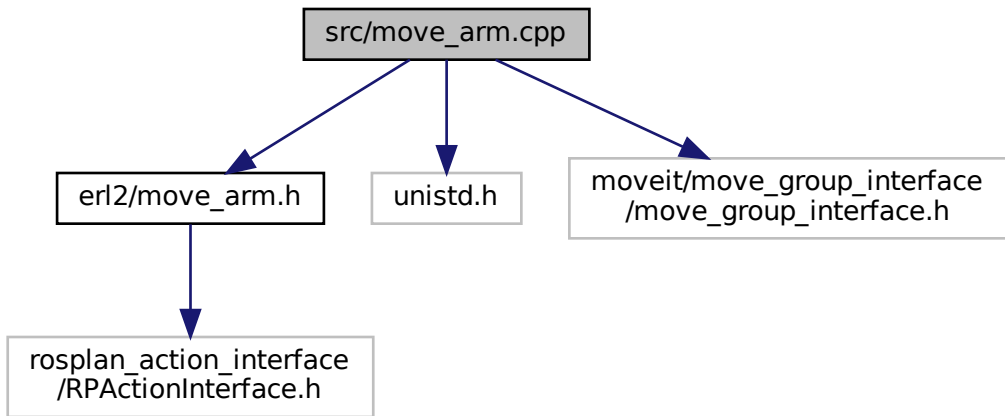 src/move_arm.cpp
erl2/move_arm.h
unistd.h
moveit/move_group_interface
/move_group_interface.h
rosplan_action_interface
/RPActionInterface.h